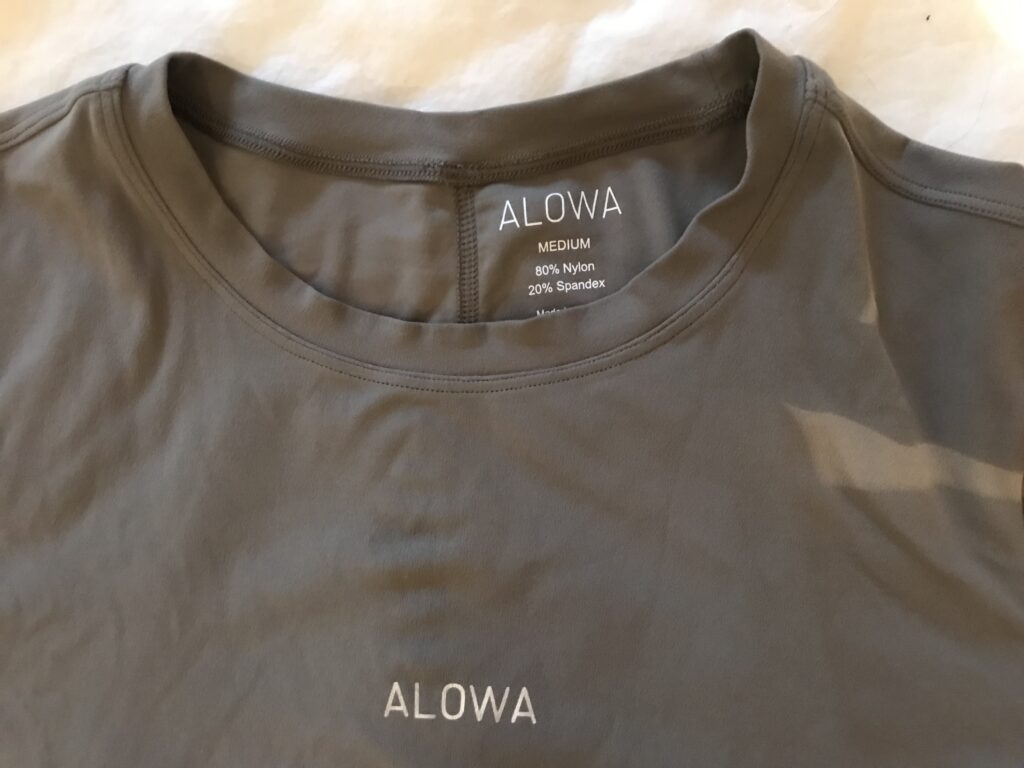 ALOWA
MEDIUM
80% Nylon
20% Spandex
ALOWA